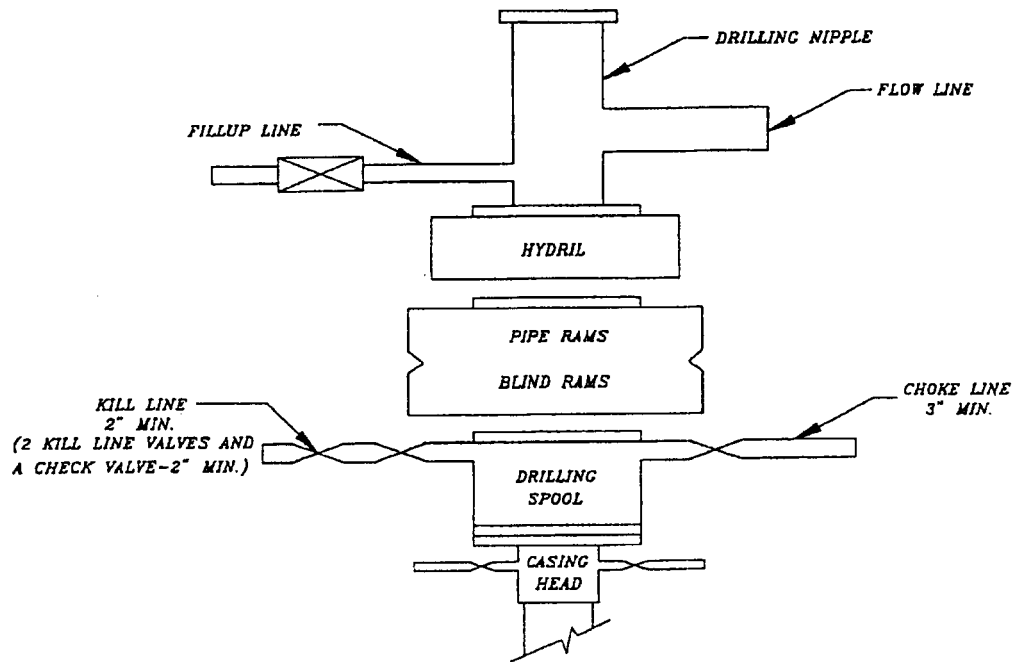 DRILLING NIPPLE
FLOW LINE
FILLUP LINE
HYDRIL
PIPE RAMS
BLIND RAMS
KILL LINE
2" MIN.
(2 KILL LINE VALVES AND
A CHECK VALVE-2" MIN.)
CHOKE LINE
3" MIN.
DRILLING
SPOOL
CASING
HEAD